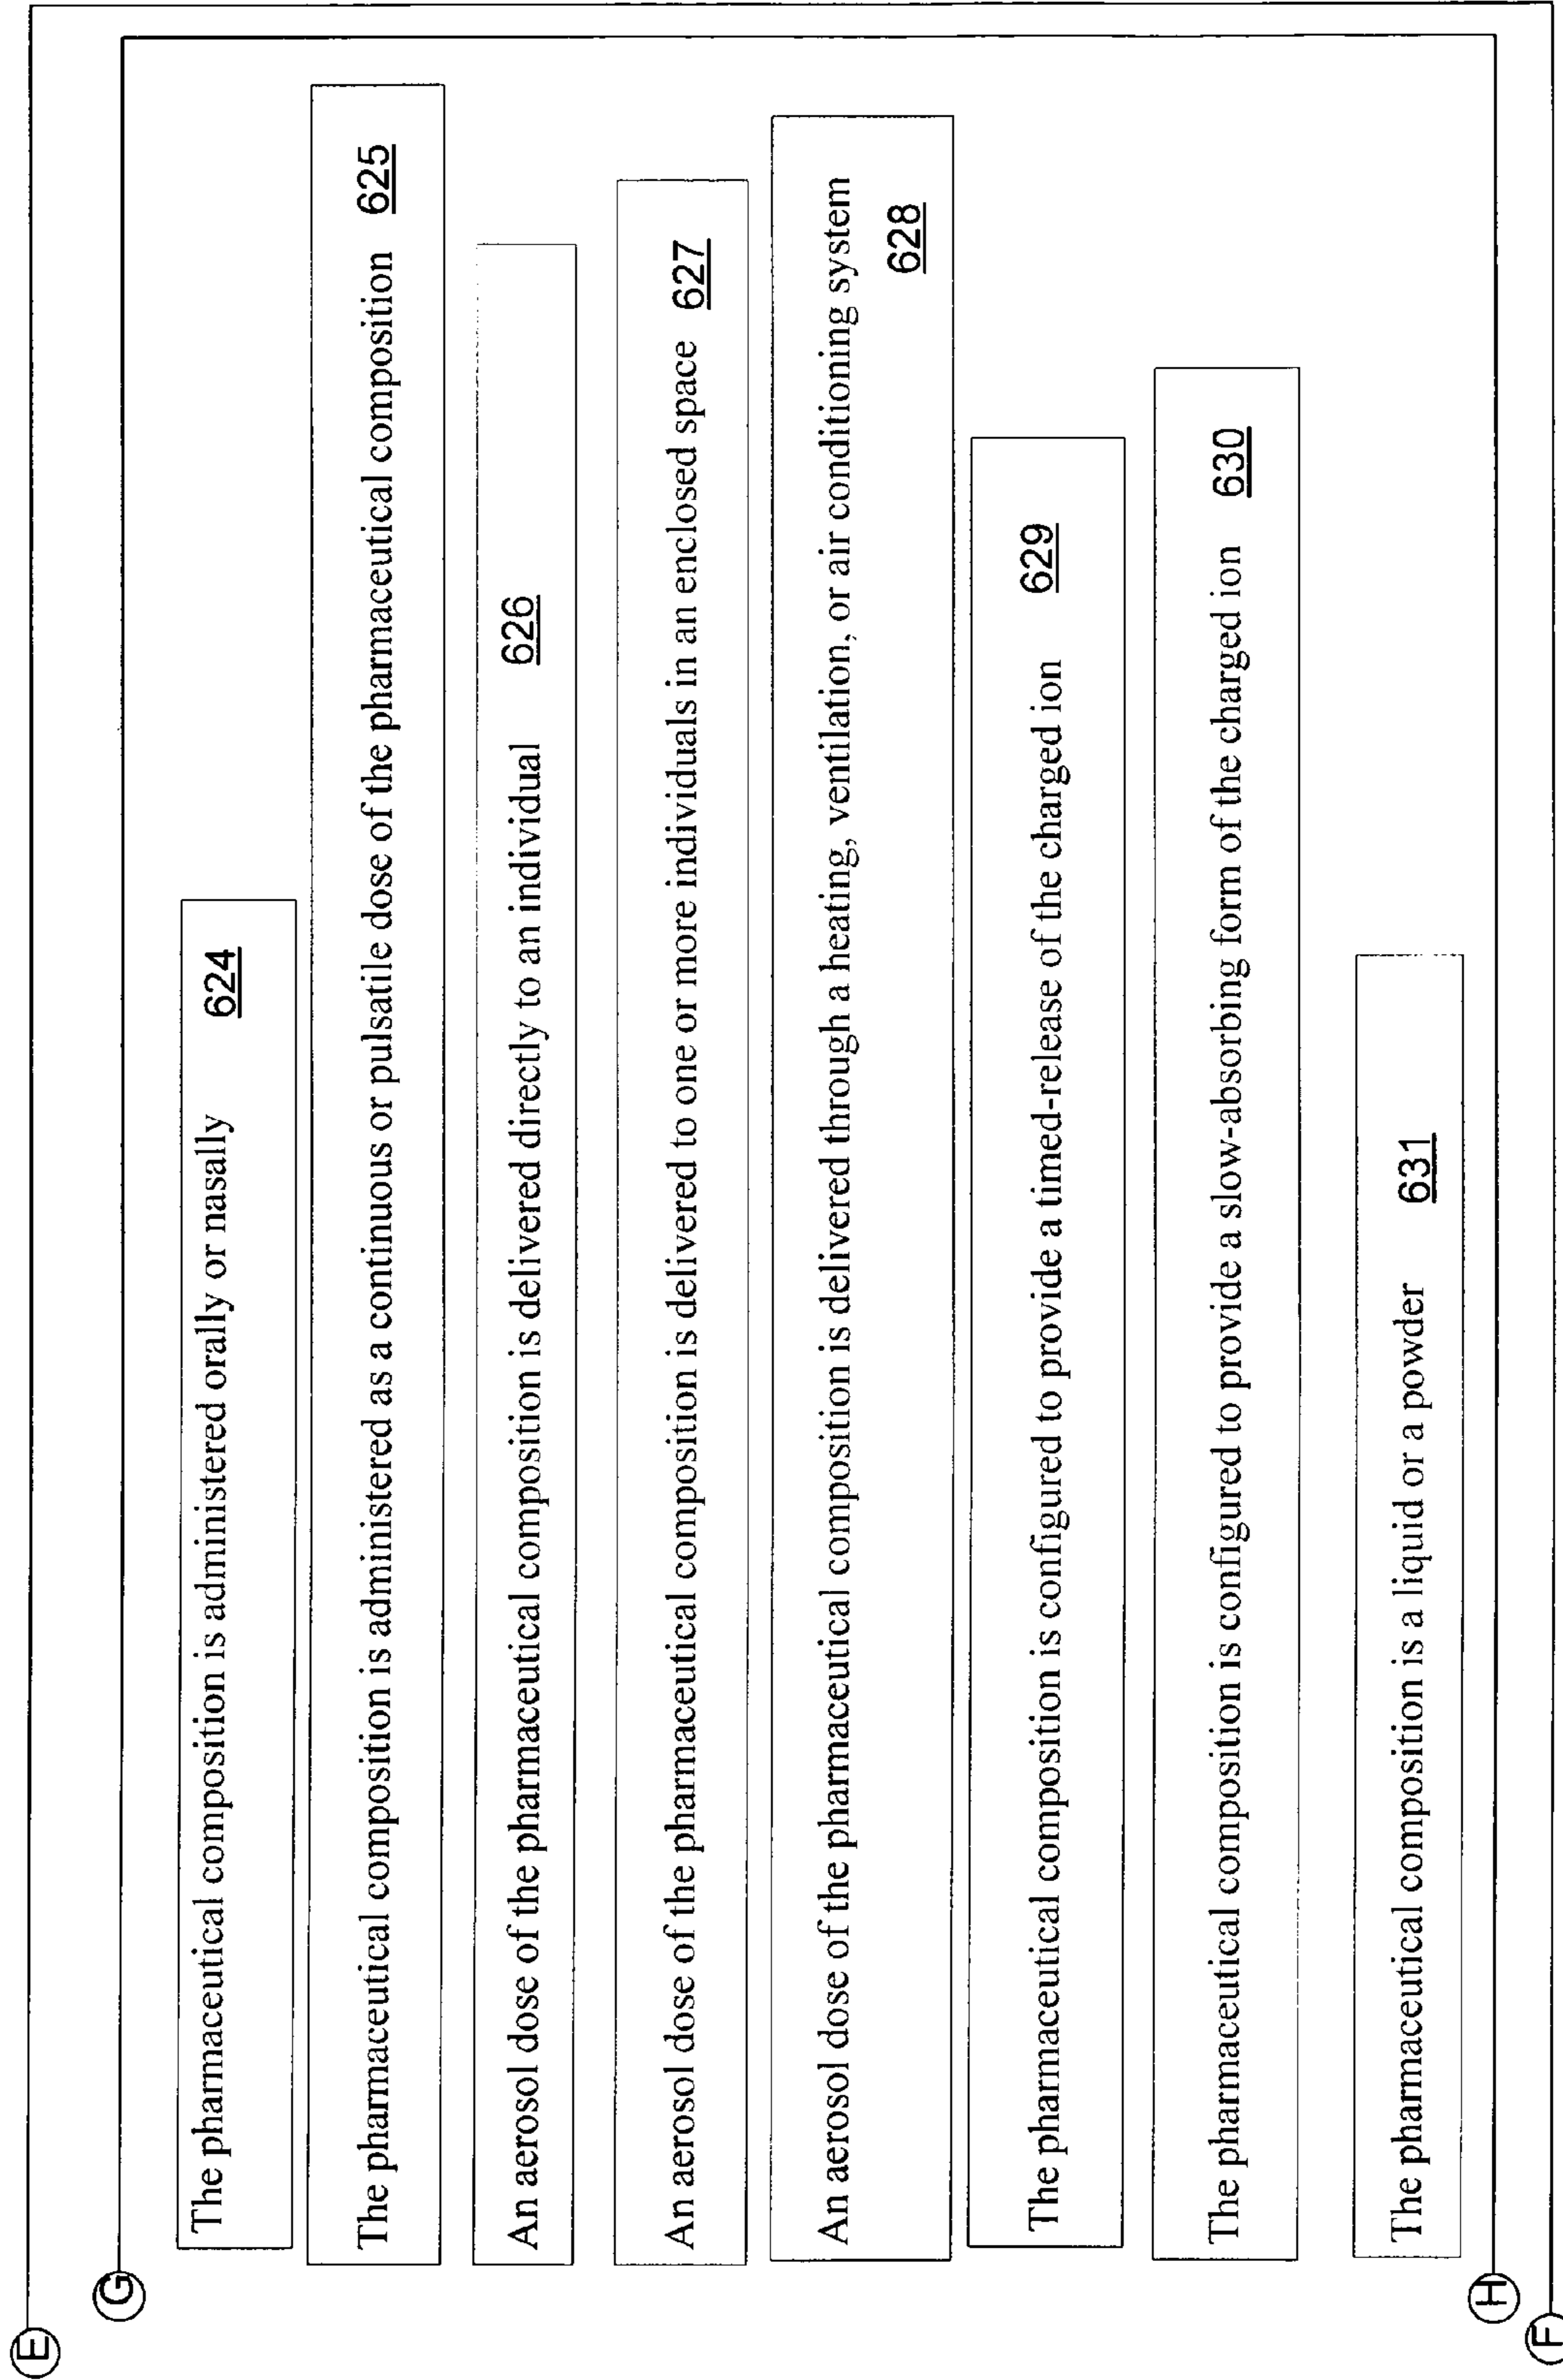 E
G
The pharmaceutical composition is administered orally or nasally 624
The pharmaceutical composition is administered as a continuous or pulsatile dose of the pharmaceutical composition 625
An aerosol dose of the pharmaceutical composition is delivered directly to an individual 626
An aerosol dose of the pharmaceutical composition is delivered to one or more individuals in an enclosed space 627
An aerosol dose of the pharmaceutical composition is delivered through a heating, ventilation, or air conditioning system
628
The pharmaceutical composition is configured to provide a timed-release of the charged ion 629
The pharmaceutical composition is configured to provide a slow-absorbing form of the charged ion 630
The pharmaceutical composition is a liquid or a powder 631
H
F